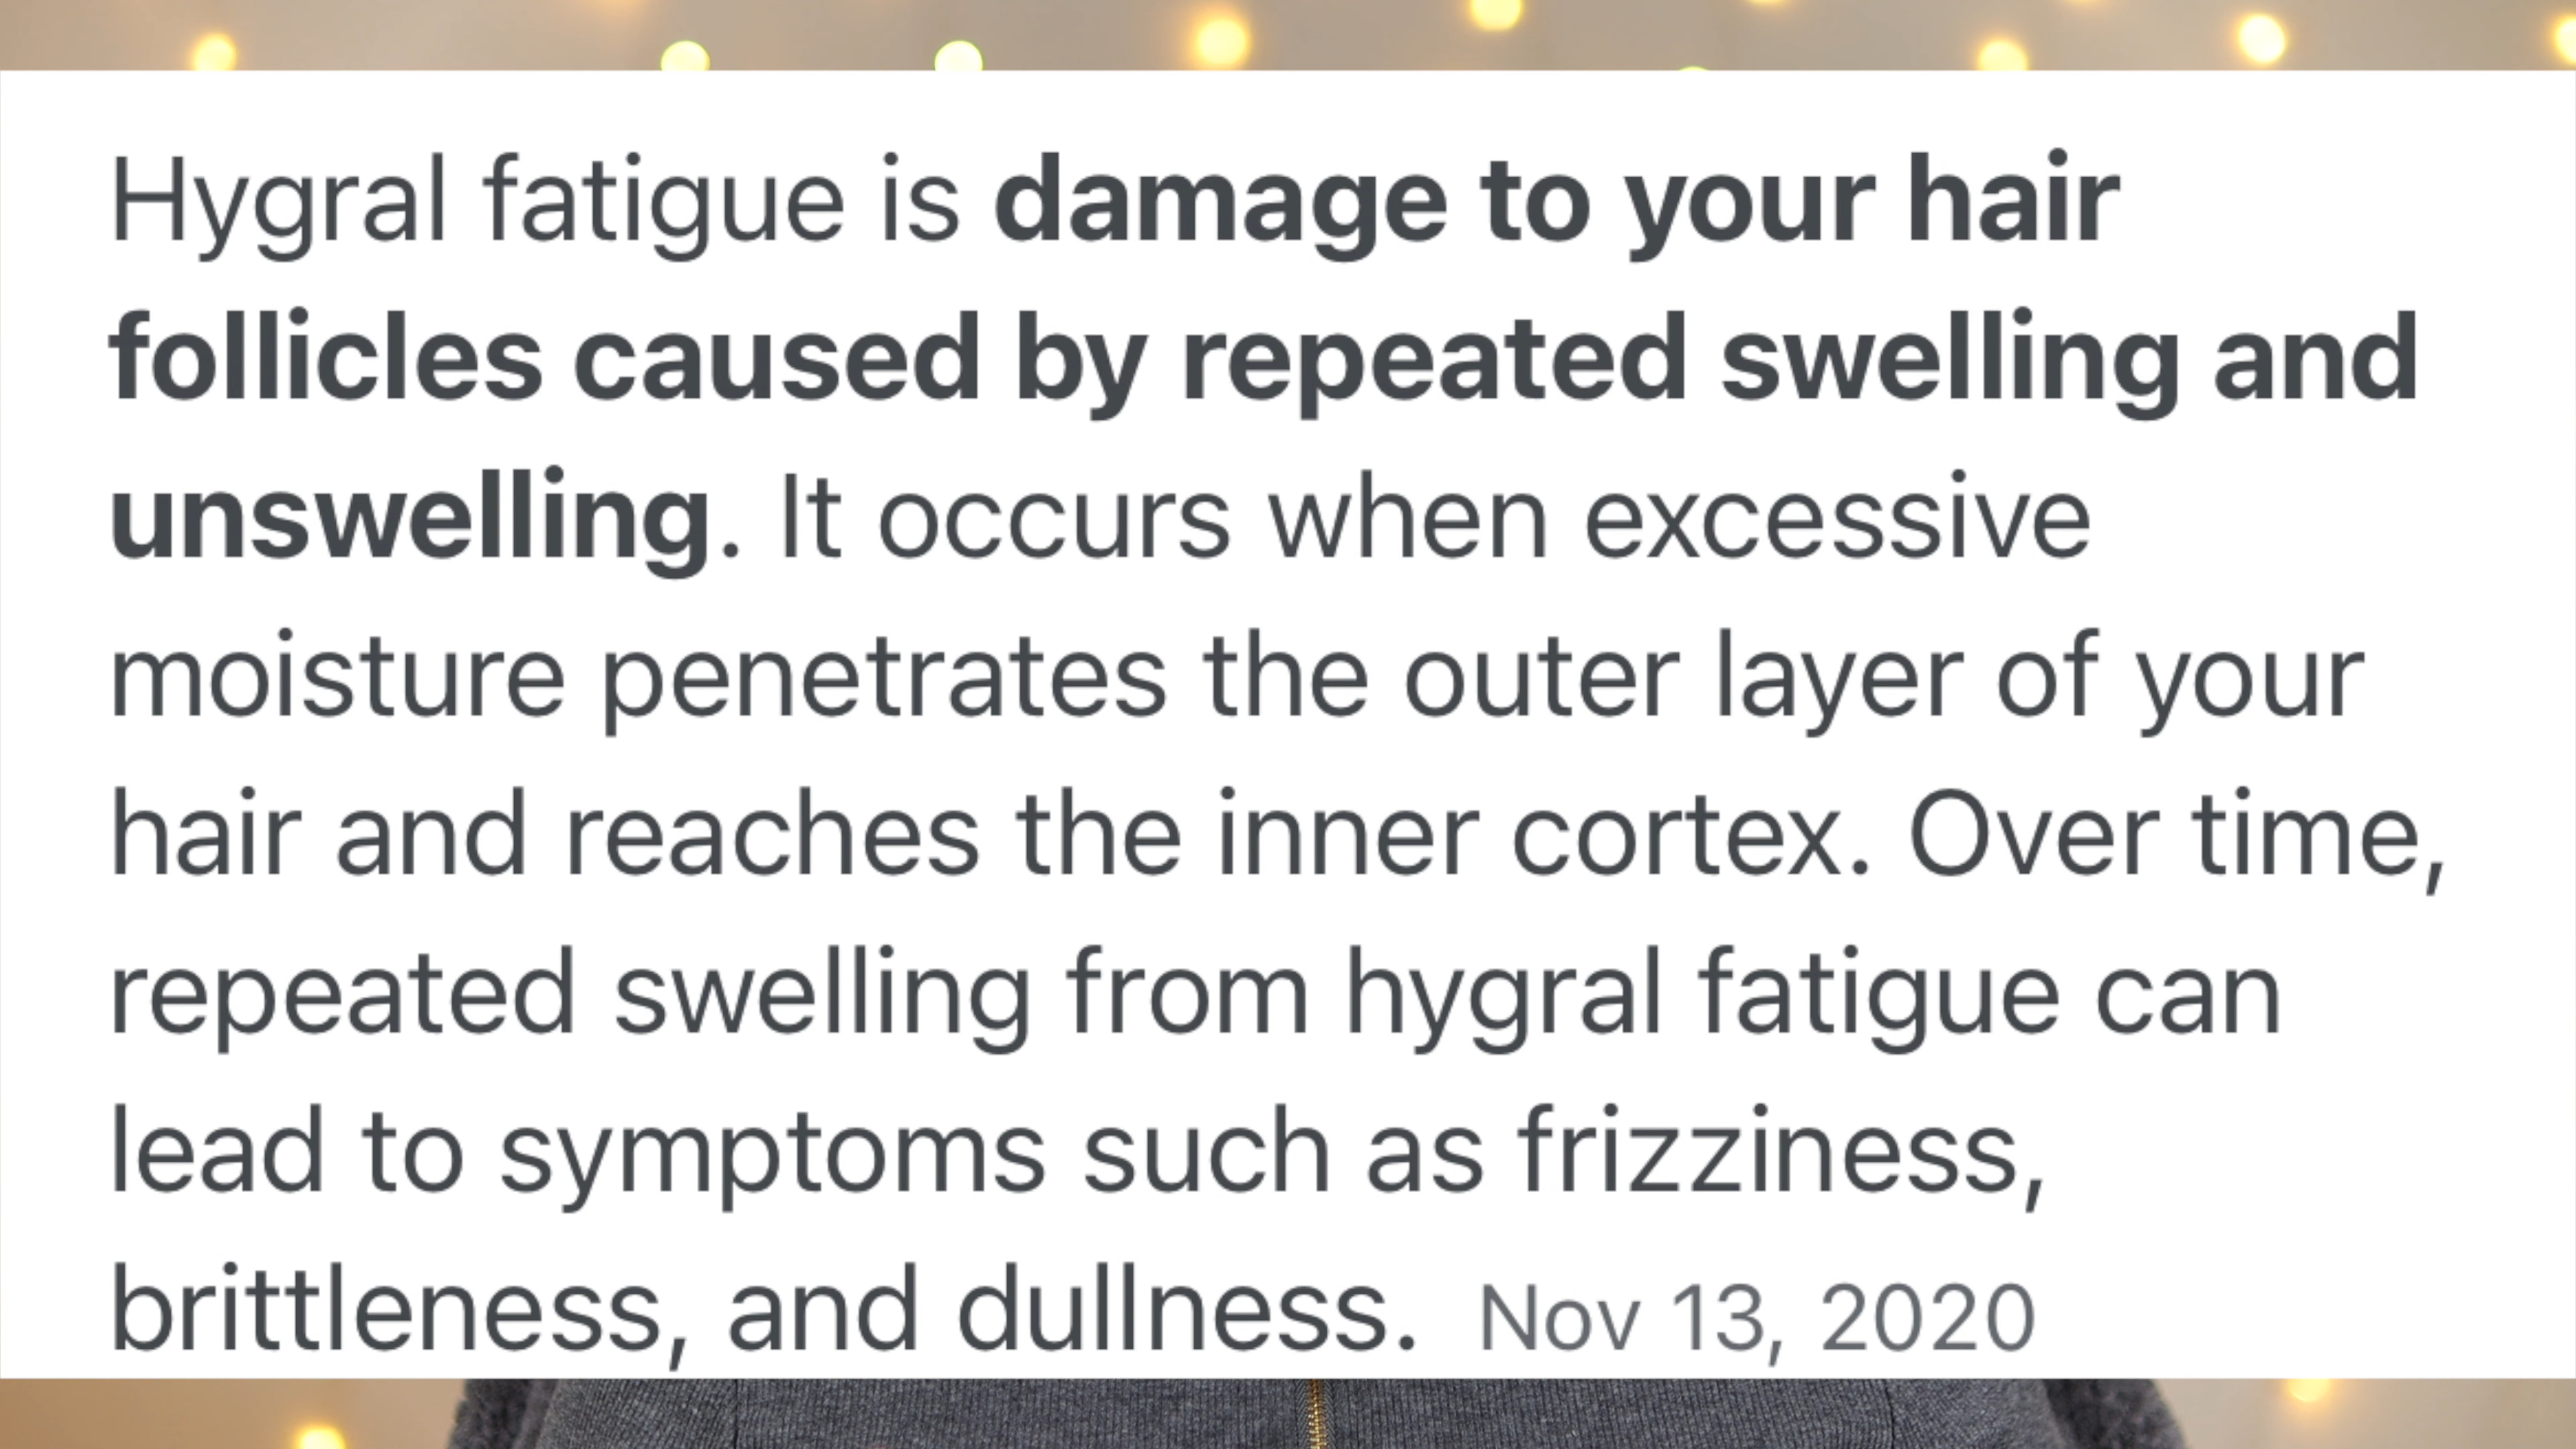 Hygral fatigue is damage to your hair
follicles caused by repeated swelling and
unswelling. It occurs when excessive
moisture penetrates the outer layer of your
hair and reaches the inner cortex. Over time,
repeated swelling from hygral fatigue can
lead to symptoms such as frizziness,
brittleness, and dullness. Nov 13, 2020